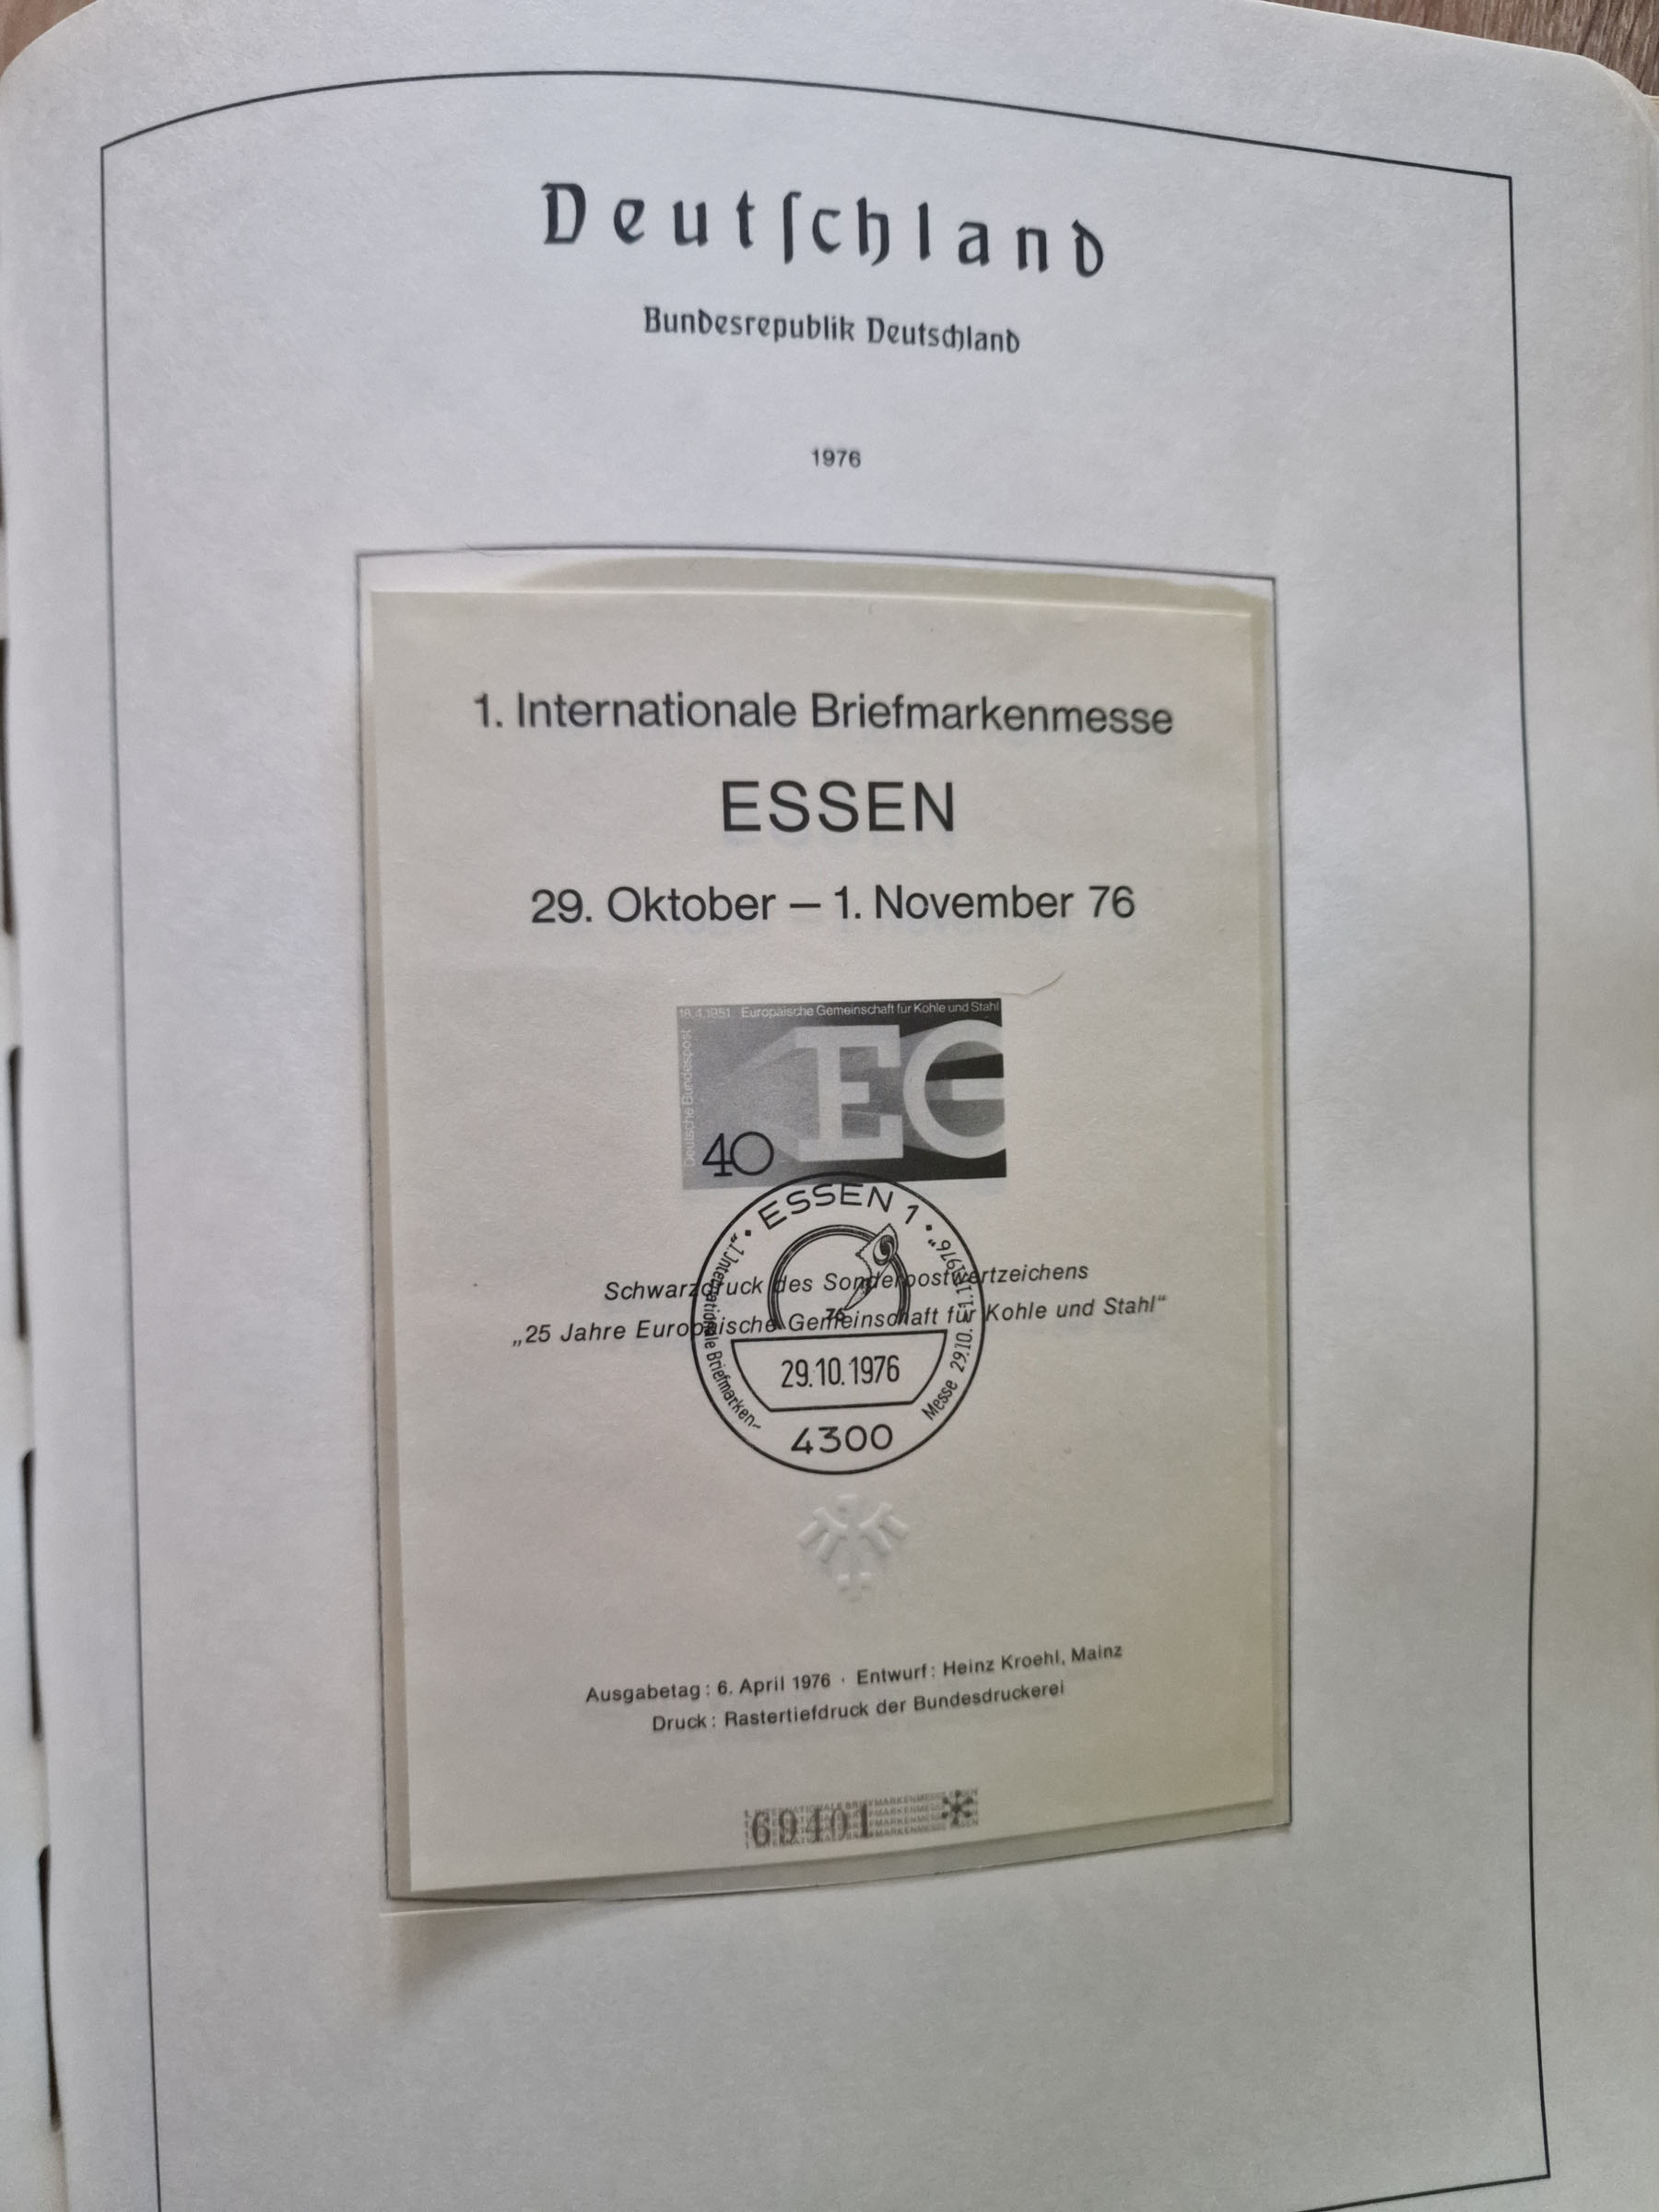 Deutſchland
Bundesrepublik Deutschland
1976
1. Internationale Briefmarkenmesse
ESSEN
29. Oktober – 1. November 76
18.4.1951 Europäische Gemeinschaft für Kohle und Stahl
Deutsche Bundespost
EG
40
ESSEN 1
„1. Internationale Briefmarken-
Messe 29.10.-1.11.1976“
Schwarzdruck des Sonderpostwertzeichens
„25 Jahre Europäische Gemeinschaft für Kohle und Stahl“
76
29.10.1976
4300
Ausgabetag: 6. April 1976 · Entwurf: Heinz Kroehl, Mainz
Druck: Rastertiefdruck der Bundesdruckerei
69401